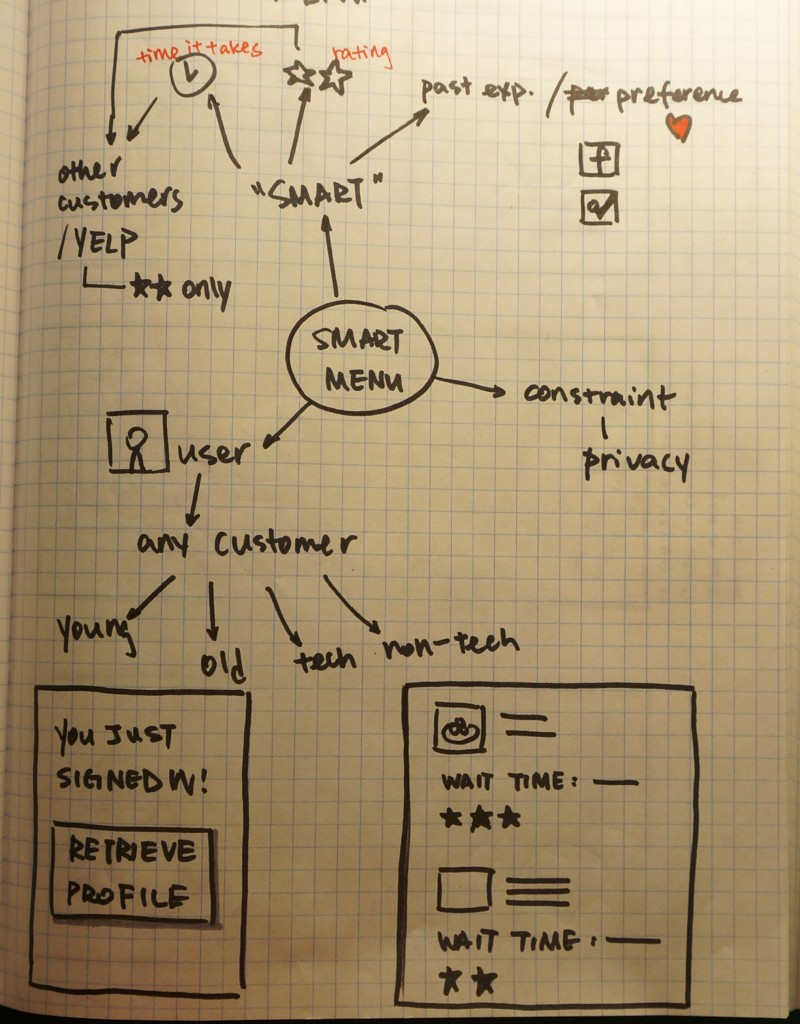 time it takes
rating
past exp. / preference
other
customers
/YELP
only
"SMART"
SMART
MENU
constraint
privacy
user
any customer
young
old
tech
non-tech
YOU JUST
SIGNED IN!
RETRIEVE
PROFILE
WAIT TIME:
WAIT TIME: